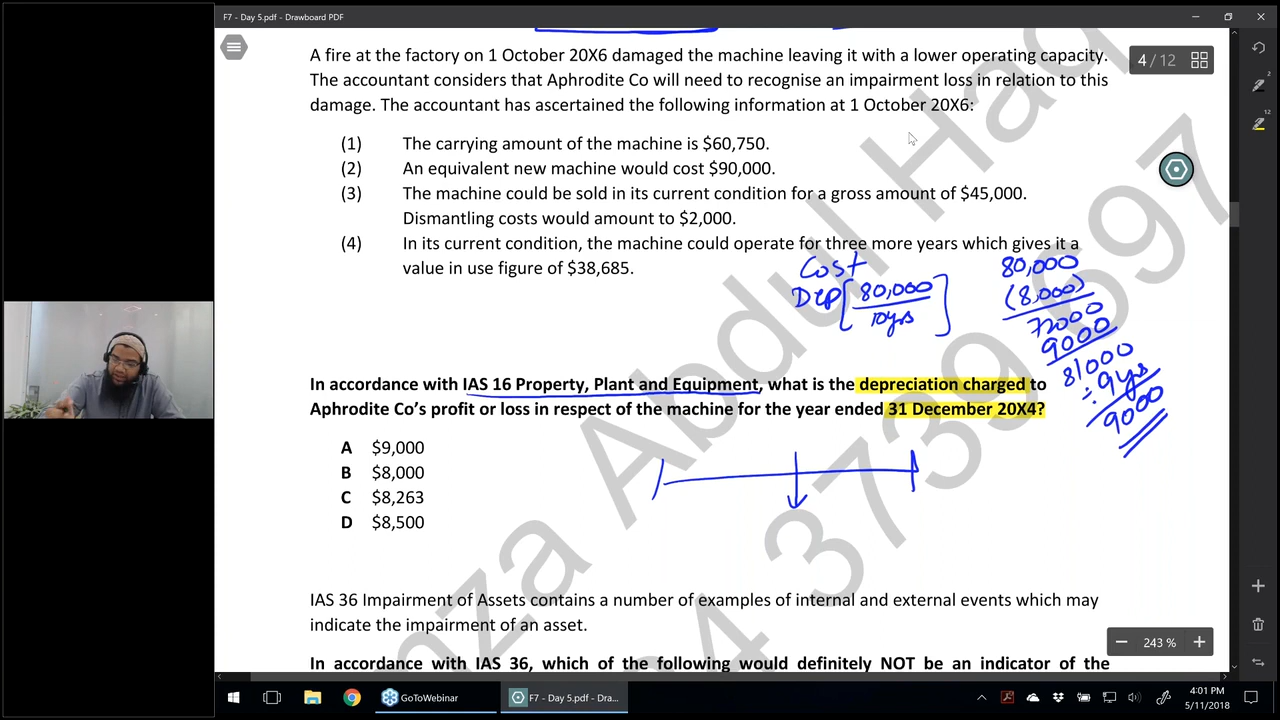 F7 - Day 5.pdf - Drawboard PDF
A fire at the factory on 1 October 20X6 damaged the machine leaving it with a lower operating capacity.
4 / 12
The accountant considers that Aphrodite Co will need to recognise an impairment loss in relation to this
damage. The accountant has ascertained the following information at 1 October 20X6:
(1) The carrying amount of the machine is $60,750.
(2) An equivalent new machine would cost $90,000.
(3) The machine could be sold in its current condition for a gross amount of $45,000.
Dismantling costs would amount to $2,000.
(4) In its current condition, the machine could operate for three more years which gives it a
value in use figure of $38,685.
Cost
Dep [80,000
10yrs]
80,000
(8,000)
72000
9000
81000
÷ 9yrs
9000
In accordance with IAS 16 Property, Plant and Equipment, what is the depreciation charged to
Aphrodite Co's profit or loss in respect of the machine for the year ended 31 December 20X4?
A $9,000
B $8,000
C $8,263
D $8,500
IAS 36 Impairment of Assets contains a number of examples of internal and external events which may
indicate the impairment of an asset.
In accordance with IAS 36, which of the following would definitely NOT be an indicator of the
nza Abdul Haq
4 3739 697
2
12
243 %
GoToWebinar
F7 - Day 5.pdf - Dra...
4:01 PM
5/11/2018